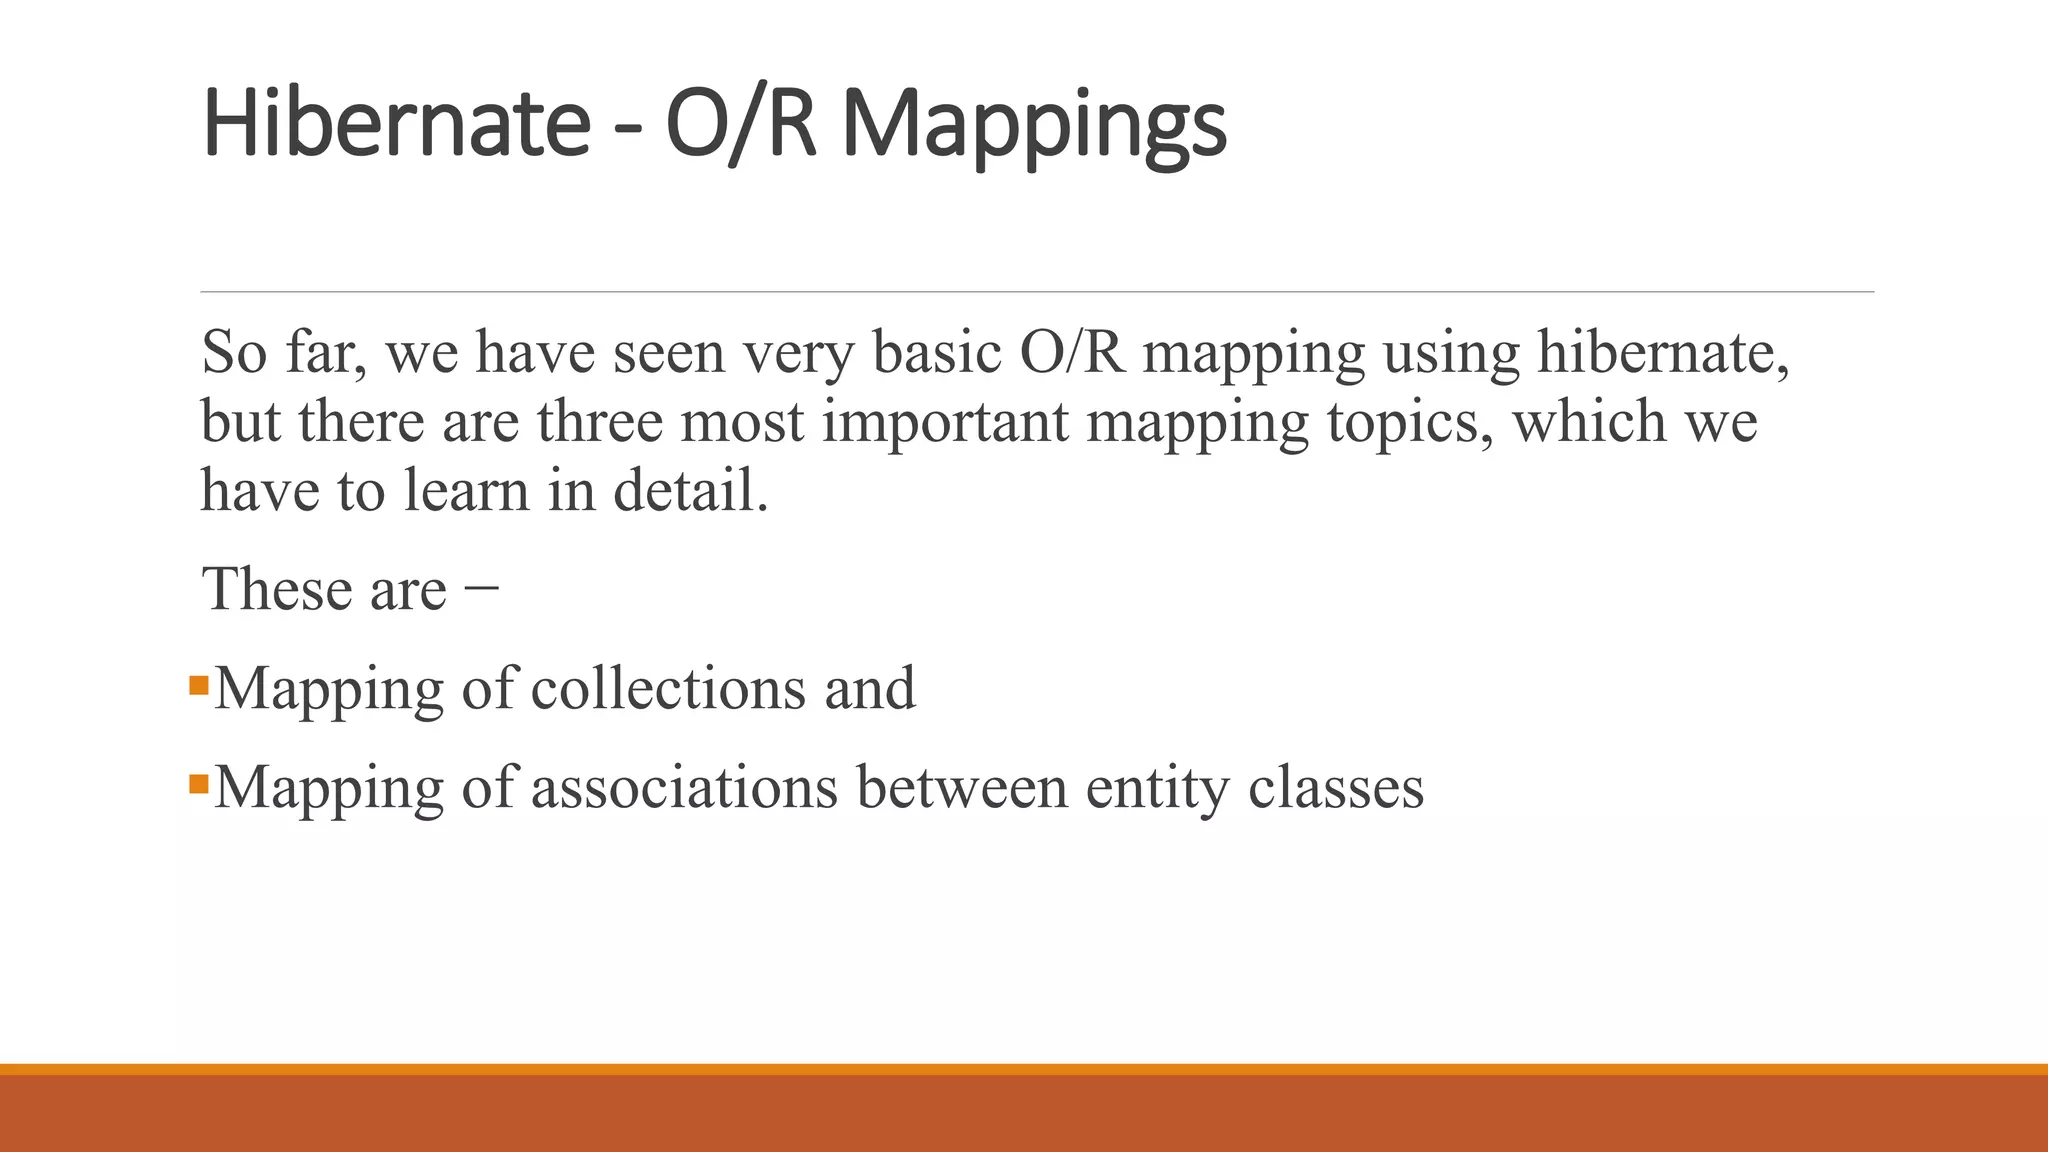 Hibernate - O/R Mappings
So far, we have seen very basic O/R mapping using hibernate,
but there are three most important mapping topics, which we
have to learn in detail.
These are −
▪Mapping of collections and
▪Mapping of associations between entity classes